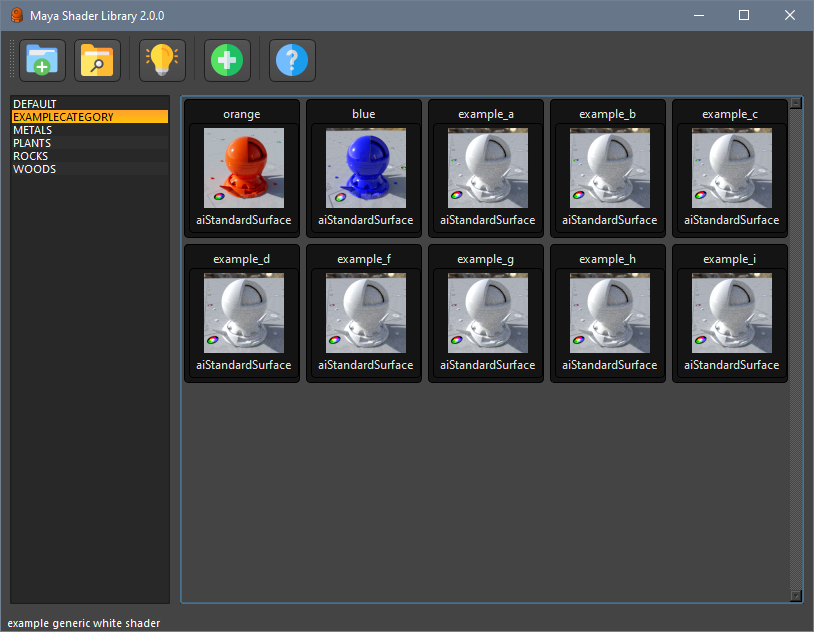 Maya Shader Library 2.0.0
?
DEFAULT
EXAMPLECATEGORY
METALS
PLANTS
ROCKS
WOODS
orange
aiStandardSurface
blue
aiStandardSurface
example_a
aiStandardSurface
example_b
aiStandardSurface
example_c
aiStandardSurface
example_d
aiStandardSurface
example_f
aiStandardSurface
example_g
aiStandardSurface
example_h
aiStandardSurface
example_i
aiStandardSurface
example generic white shader